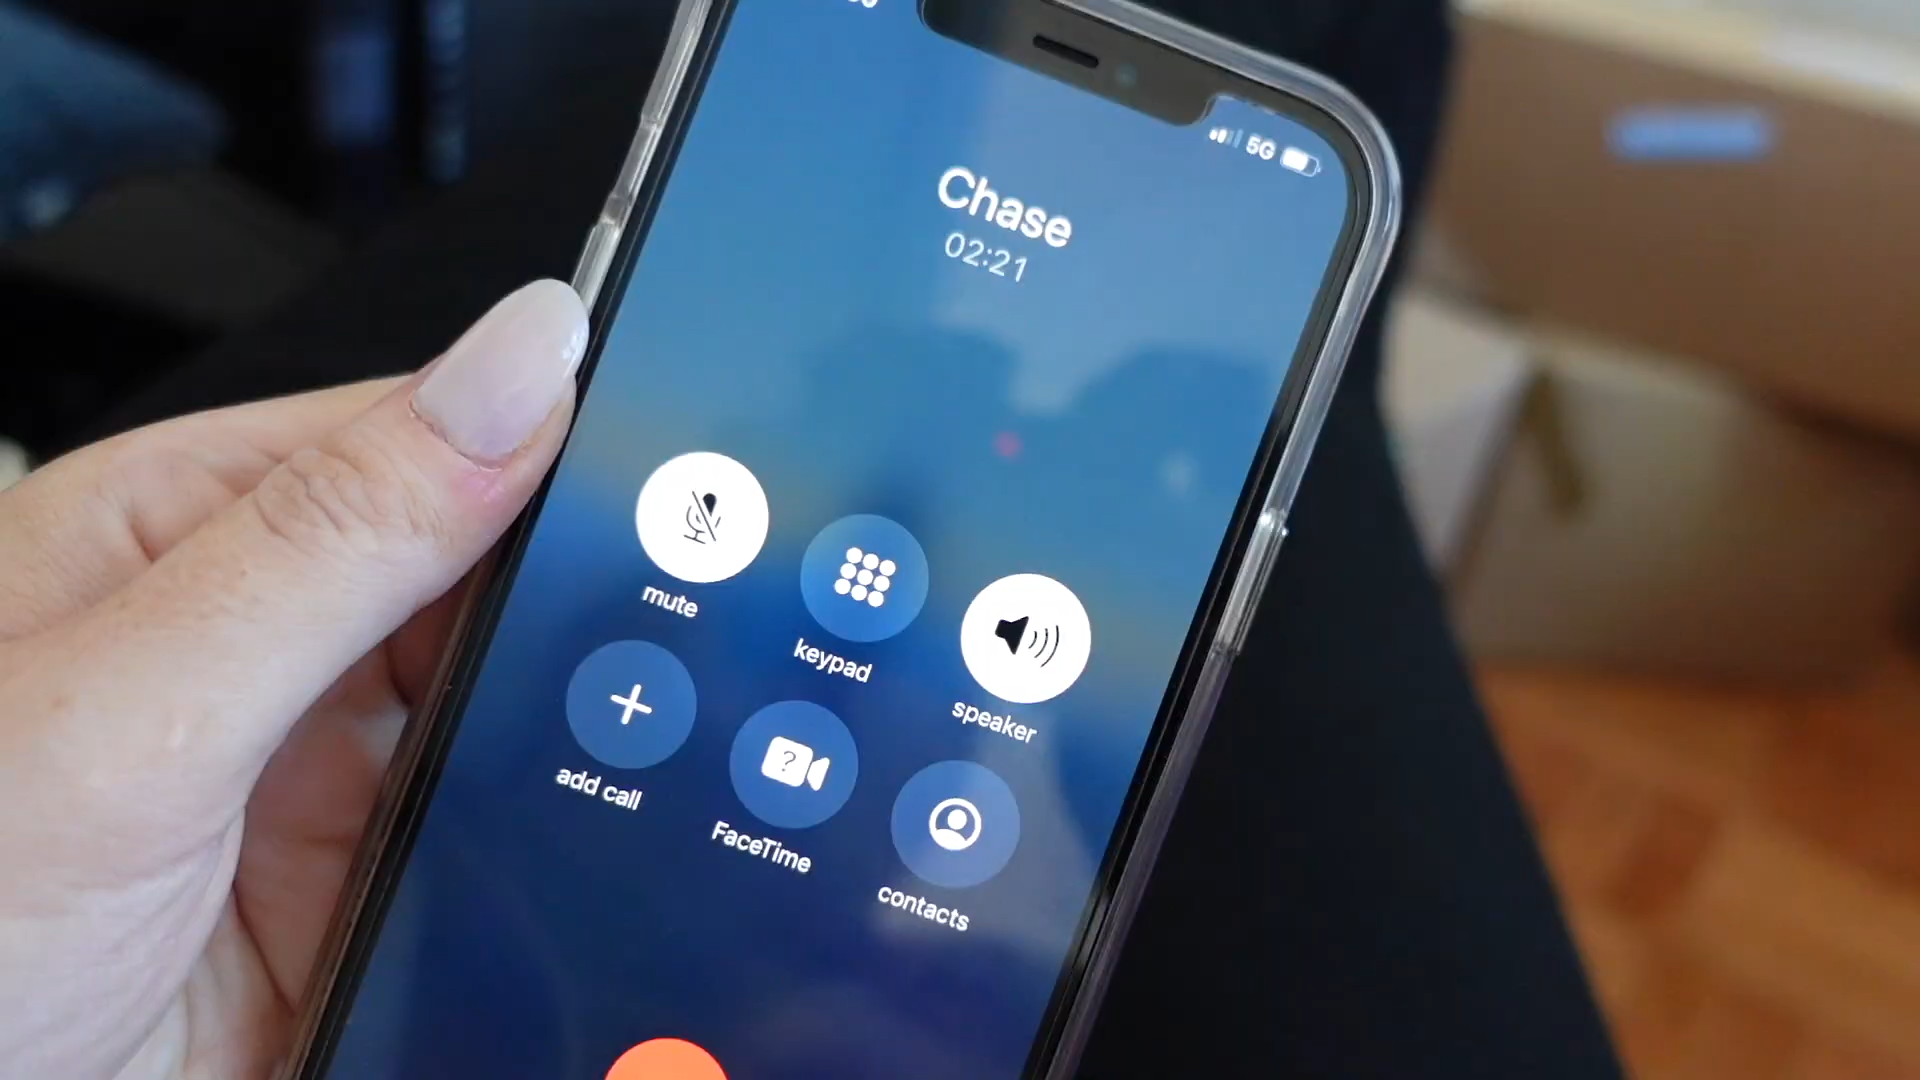 5G
Chase
02:21
mute
keypad
speaker
add call
?
FaceTime
contacts